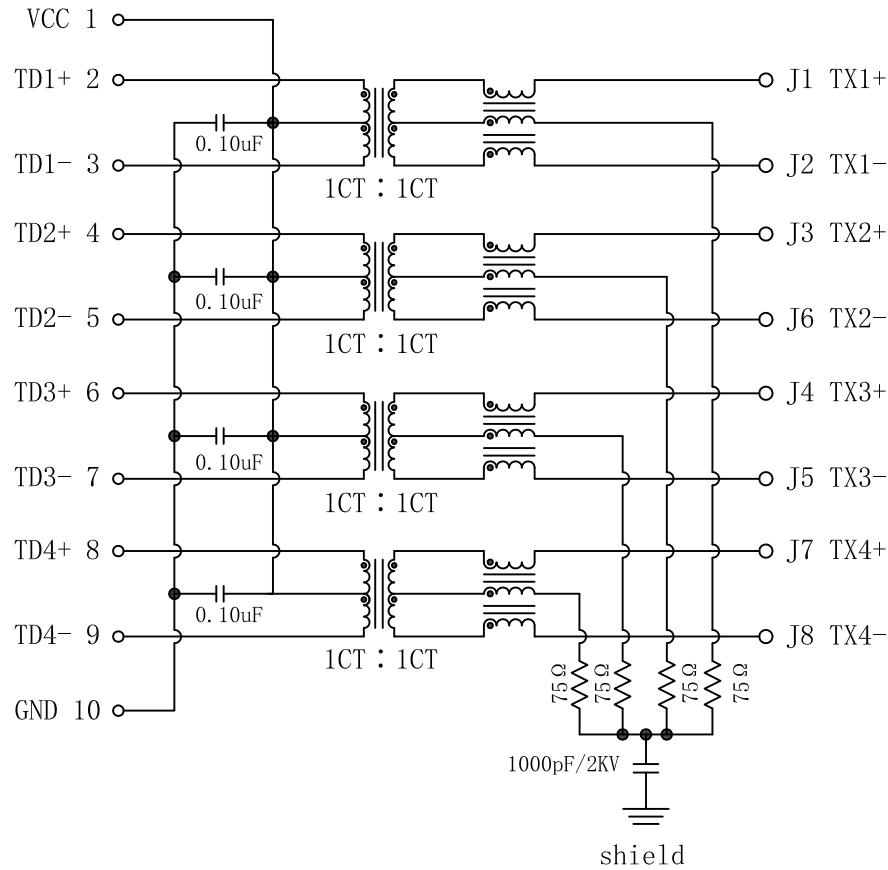 VCC 1
TD1+ 2
J1 TX1+
0.10uF
TD1- 3
J2 TX1-
1CT：1CT
TD2+ 4
J3 TX2+
0.10uF
TD2- 5
J6 TX2-
1CT：1CT
TD3+ 6
J4 TX3+
0.10uF
TD3- 7
J5 TX3-
1CT：1CT
TD4+ 8
J7 TX4+
0.10uF
TD4- 9
J8 TX4-
1CT：1CT
75Ω
75Ω
75Ω
75Ω
GND 10
1000pF/2KV
shield